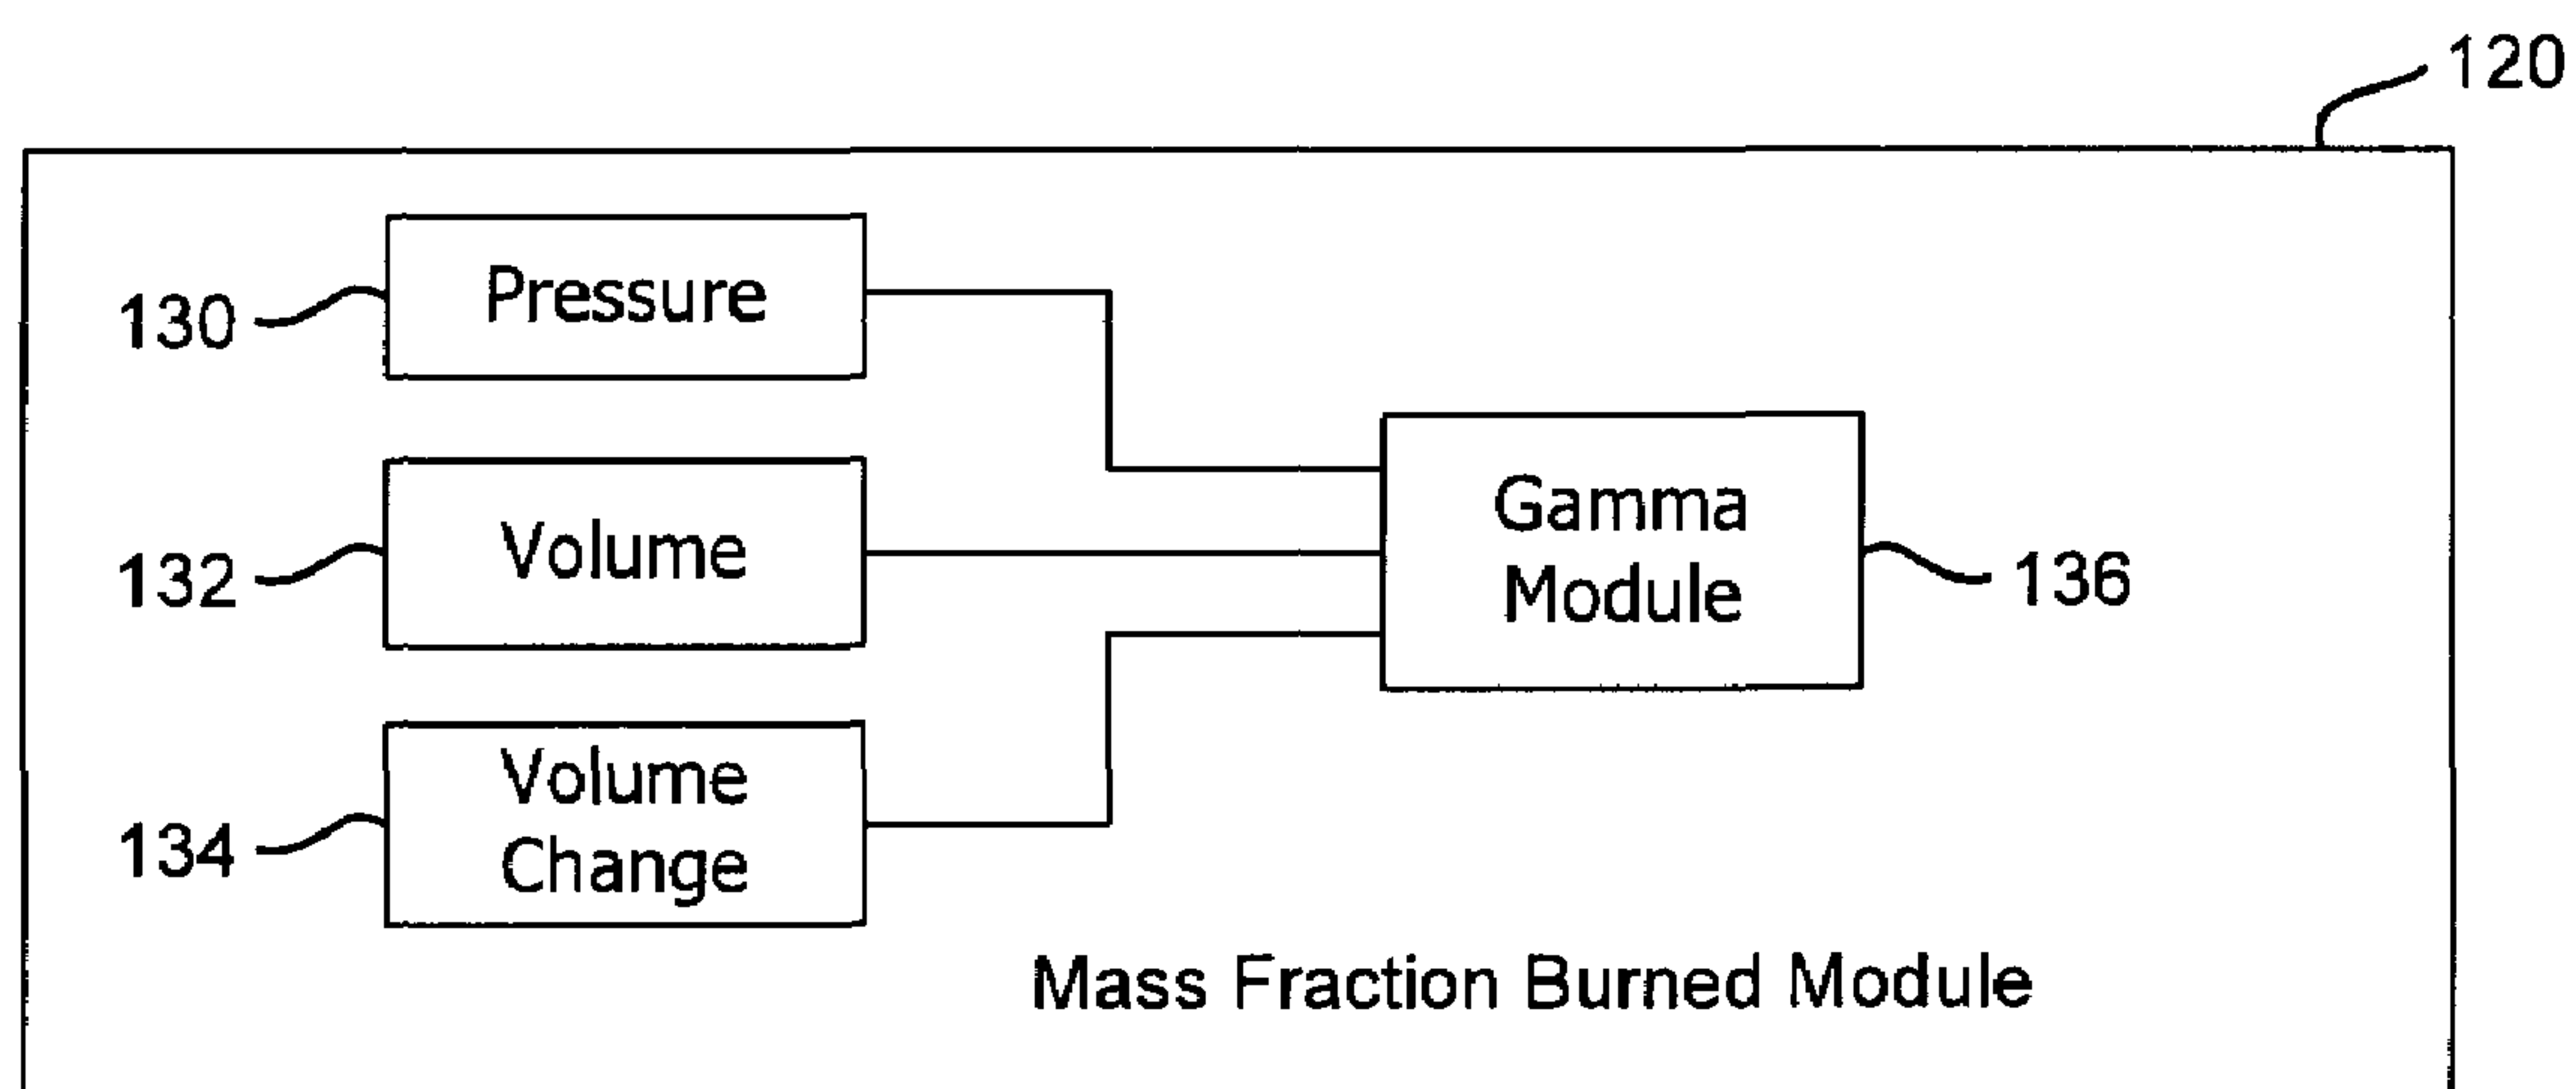 120
130
Pressure
Gamma
Module
136
132
Volume
134
Volume
Change
Mass Fraction Burned Module